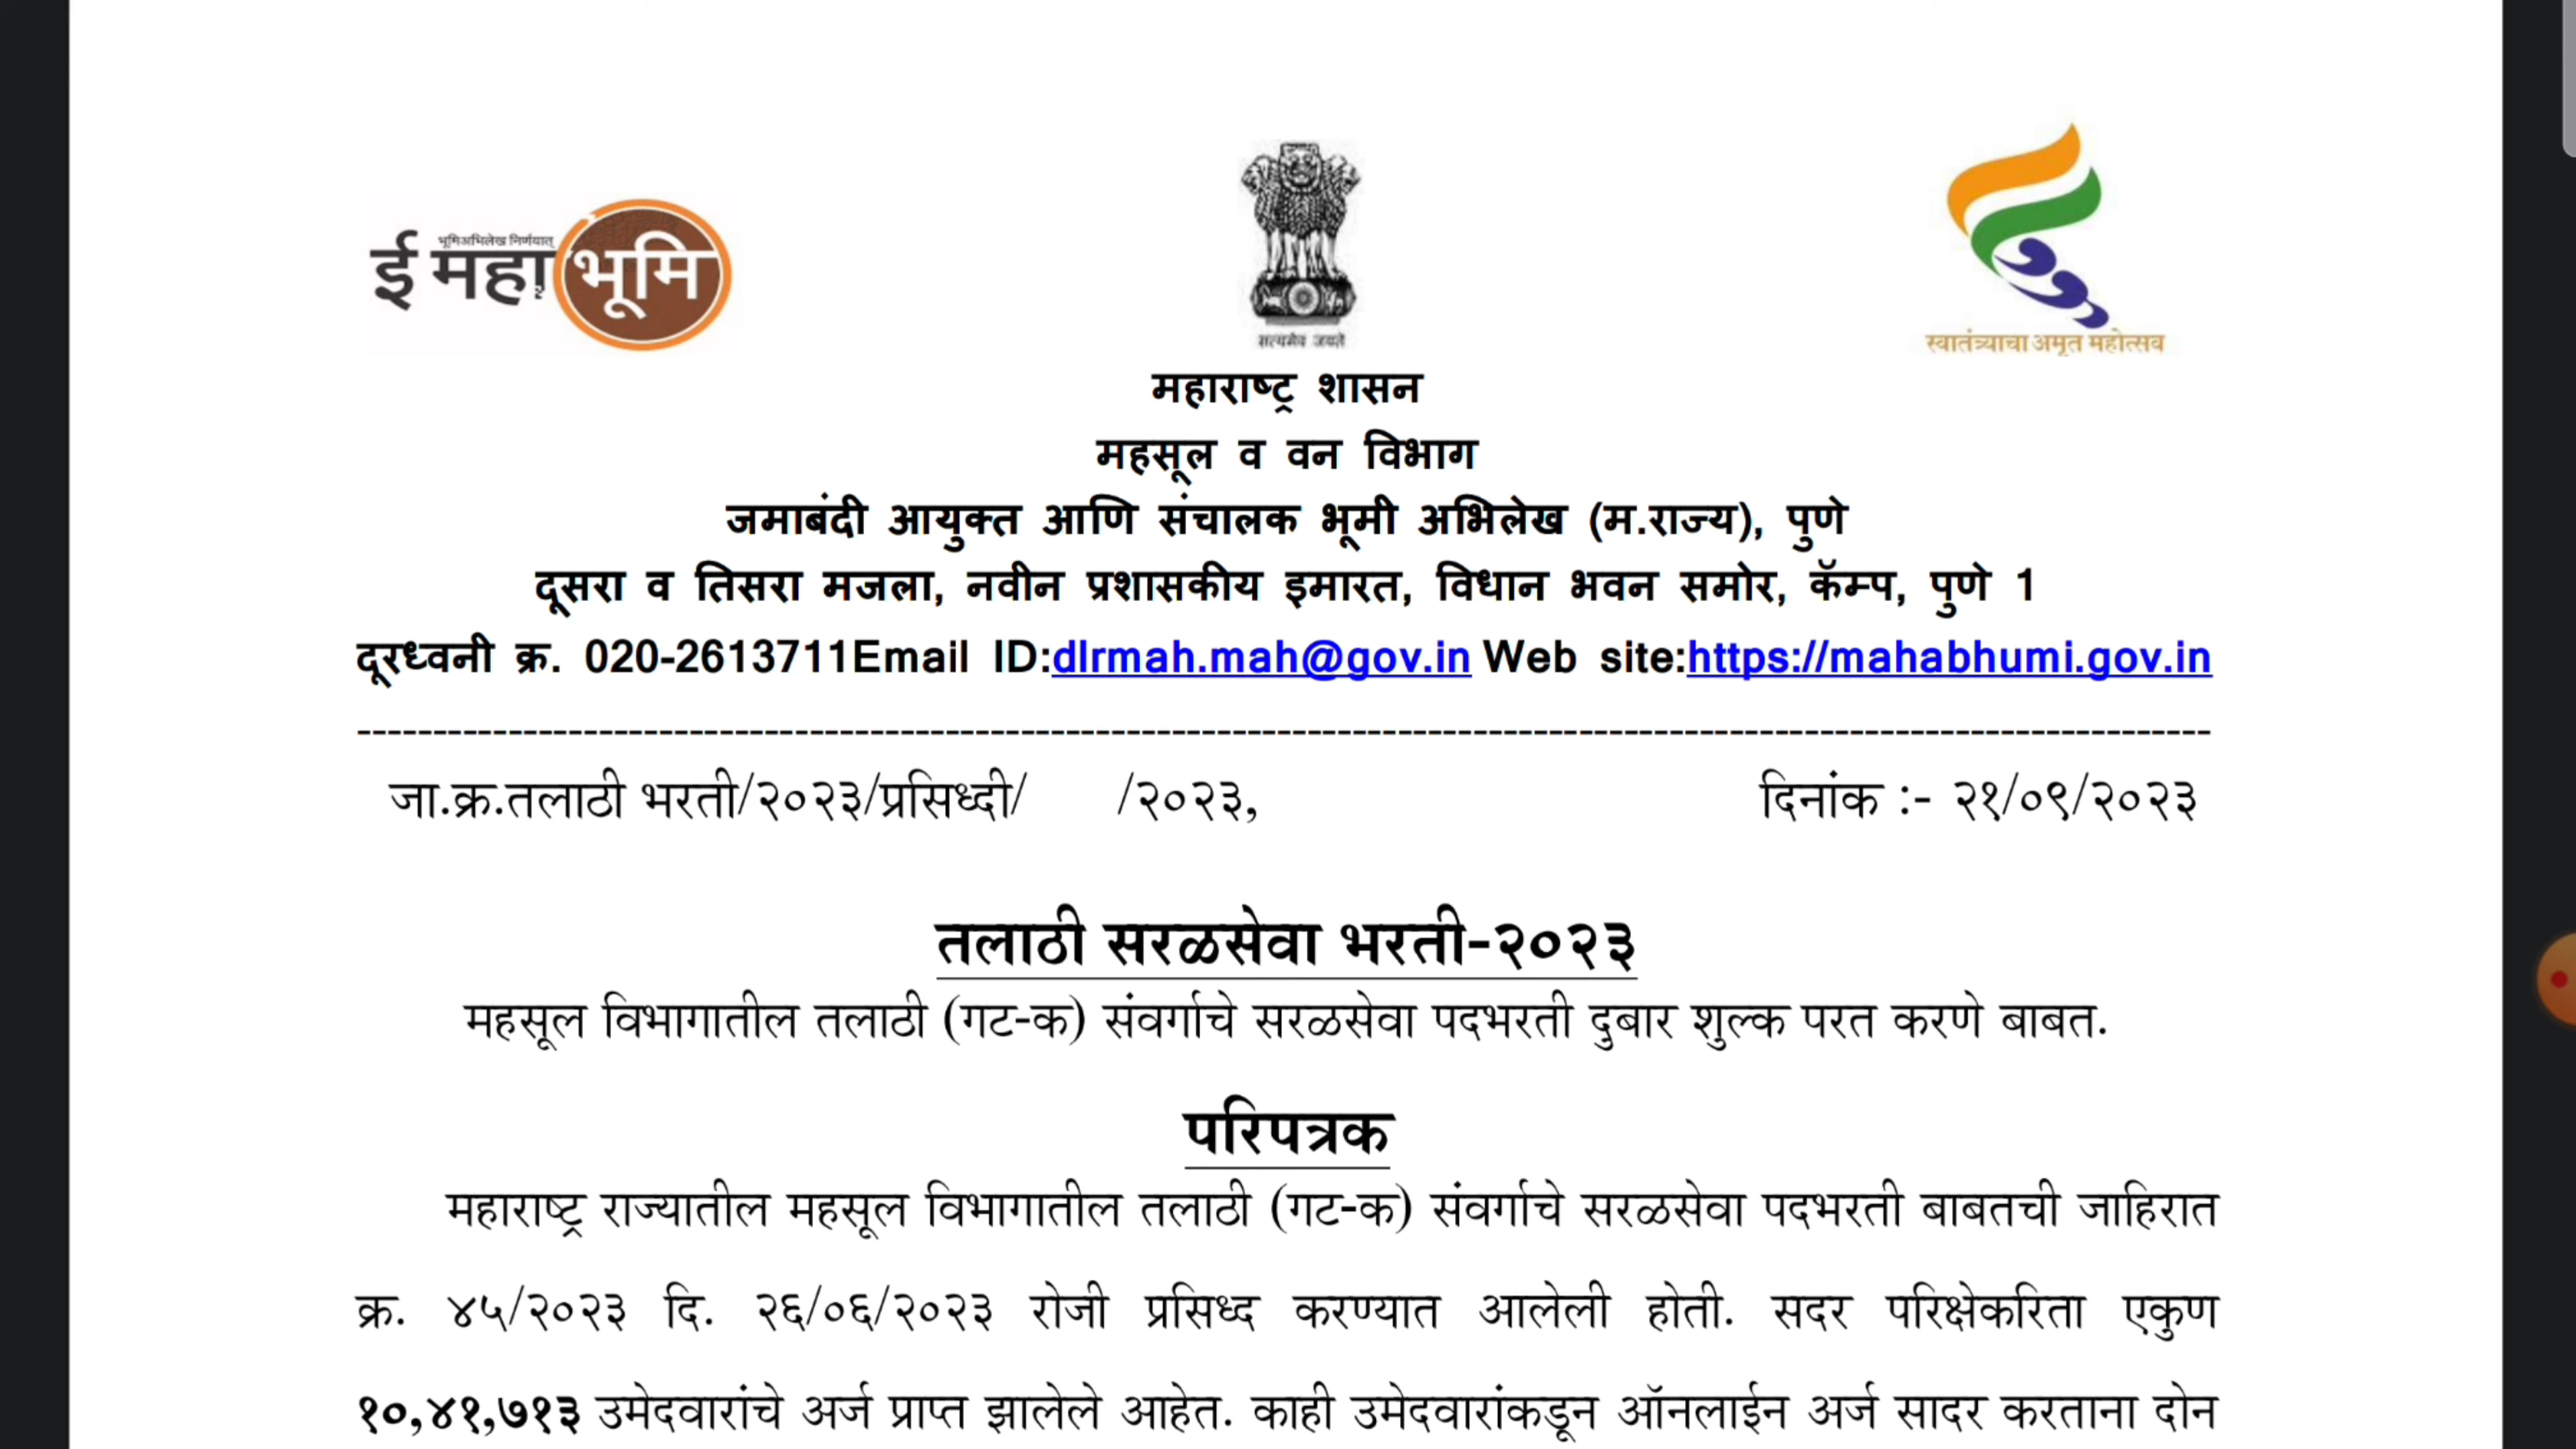 ई महाभूमि
भूमिअभिलेख निर्णयात्
सत्यमेव जयते
स्वातंत्र्याचा अमृत महोत्सव
महाराष्ट्र शासन
महसूल व वन विभाग
जमाबंदी आयुक्त आणि संचालक भूमी अभिलेख (म.राज्य), पुणे
दूसरा व तिसरा मजला, नवीन प्रशासकीय इमारत, विधान भवन समोर, कॅम्प, पुणे 1
दूरध्वनी क्र. 020-2613711Email ID:dlrmah.mah@gov.in Web site:https://mahabhumi.gov.in
जा.क्र.तलाठी भरती/२०२३/प्रसिध्दी/ /२०२३, दिनांक :- २१/०९/२०२३
तलाठी सरळसेवा भरती-२०२३
महसूल विभागातील तलाठी (गट-क) संवर्गाचे सरळसेवा पदभरती दुबार शुल्क परत करणे बाबत.
परिपत्रक
महाराष्ट्र राज्यातील महसूल विभागातील तलाठी (गट-क) संवर्गाचे सरळसेवा पदभरती बाबतची जाहिरात
क्र. ४५/२०२३ दि. २६/०६/२०२३ रोजी प्रसिध्द करण्यात आलेली होती. सदर परिक्षेकरिता एकुण
१०,४१,७१३ उमेदवारांचे अर्ज प्राप्त झालेले आहेत. काही उमेदवारांकडून ऑनलाईन अर्ज सादर करताना दोन